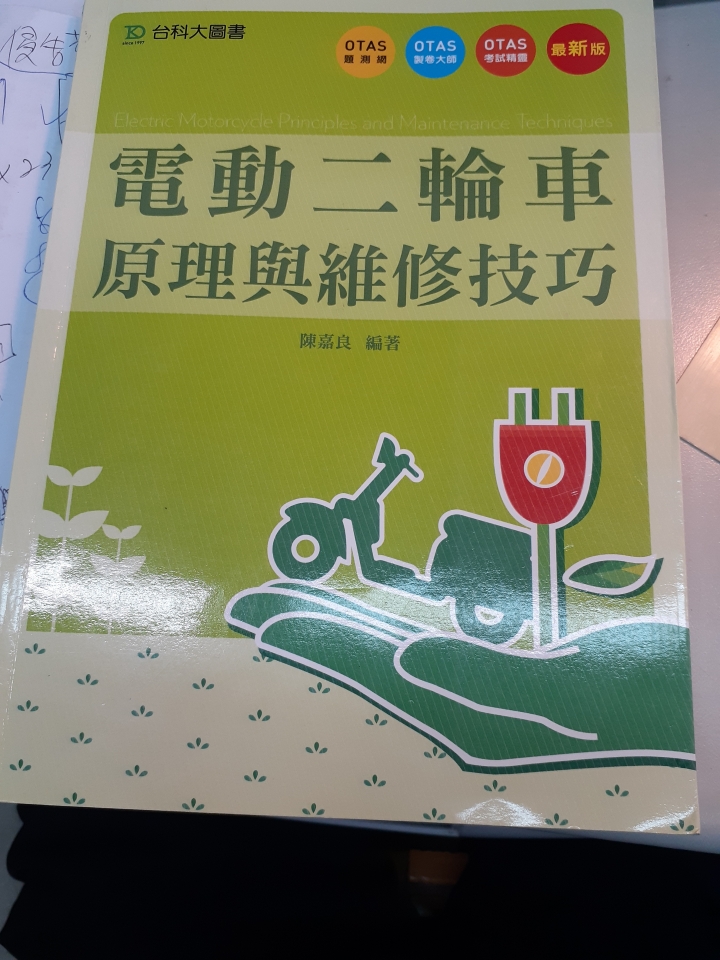 台科大圖書
since 1997
OTAS
題測網
OTAS
製卷大師
OTAS
考試精靈
最新版
Electric Motorcycle Principles and Maintenance Techniques
電動二輪車
原理與維修技巧
陳嘉良 編著